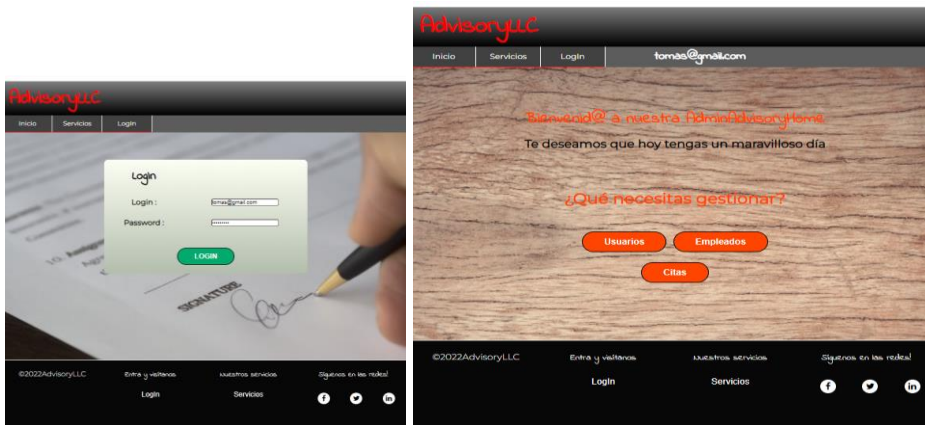 AdvisoryLLC
Inicio Servicios LogIn
LogIn
Login :
tomas@gmail.com
Password :
LOGIN
SIGNATURE
©2022AdvisoryLLC
Entra y visítanos
Nuestros servicios
Síguenos en las redes!
LogIn
Servicios
AdvisoryLLC
Inicio Servicios LogIn tomas@gmail.com
Bienvenid@ a nuestra AdminAdvisoryHome
Te deseamos que hoy tengas un maravilloso día
¿Qué necesitas gestionar?
Usuarios Empleados
Citas
©2022AdvisoryLLC
Entra y visítanos
Nuestros servicios
Síguenos en las redes!
LogIn
Servicios